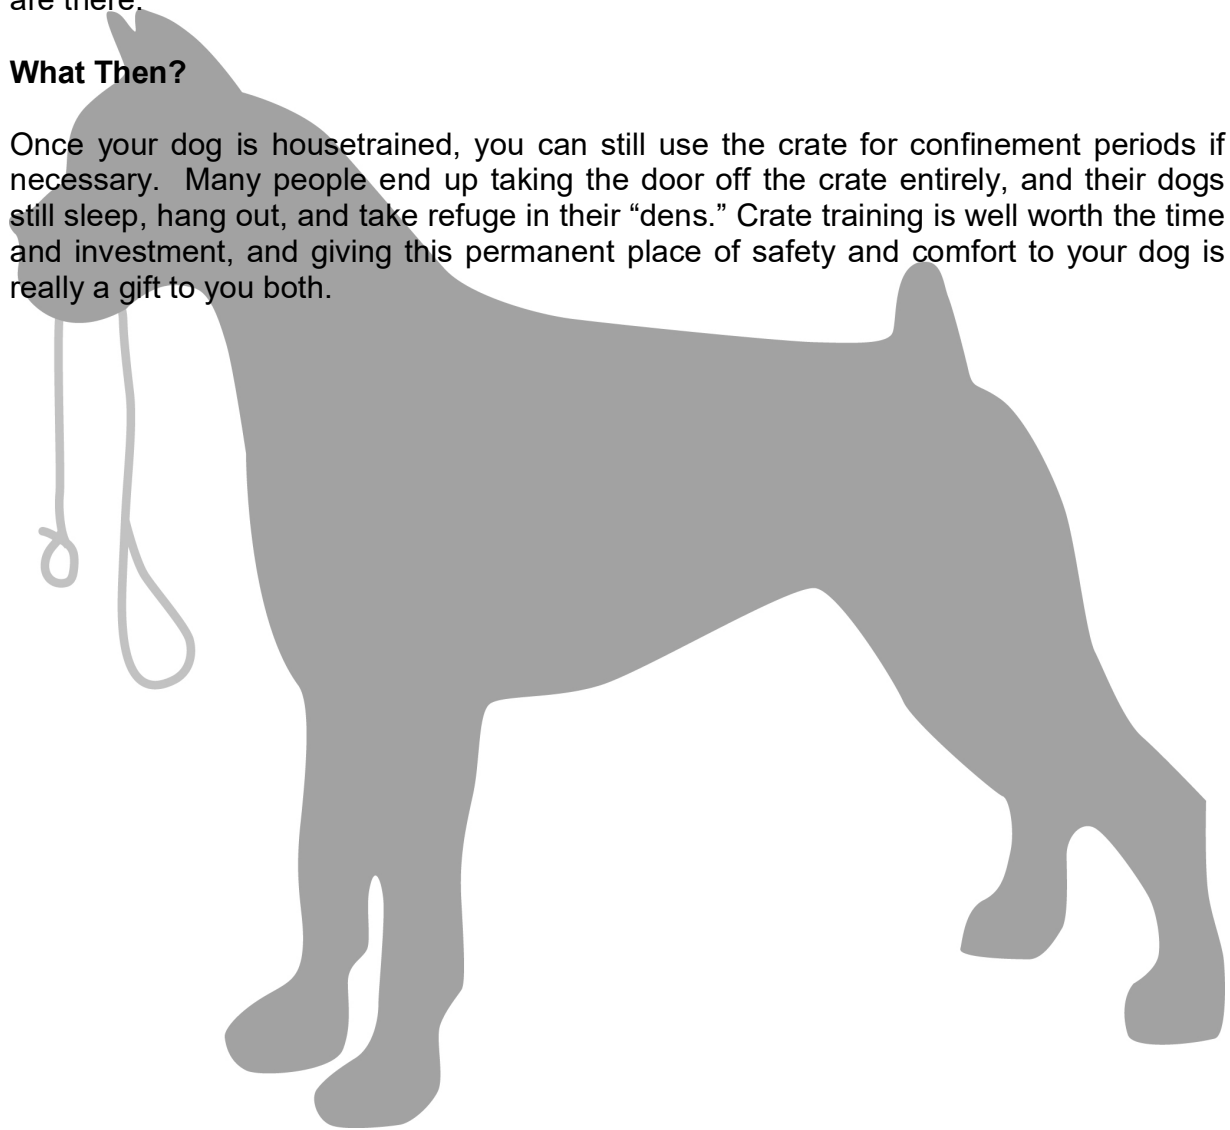 are there.
What Then?
Once your dog is housetrained, you can still use the crate for confinement periods if
necessary.  Many people end up taking the door off the crate entirely, and their dogs
still sleep, hang out, and take refuge in their “dens.” Crate training is well worth the time
and investment, and giving this permanent place of safety and comfort to your dog is
really a gift to you both.